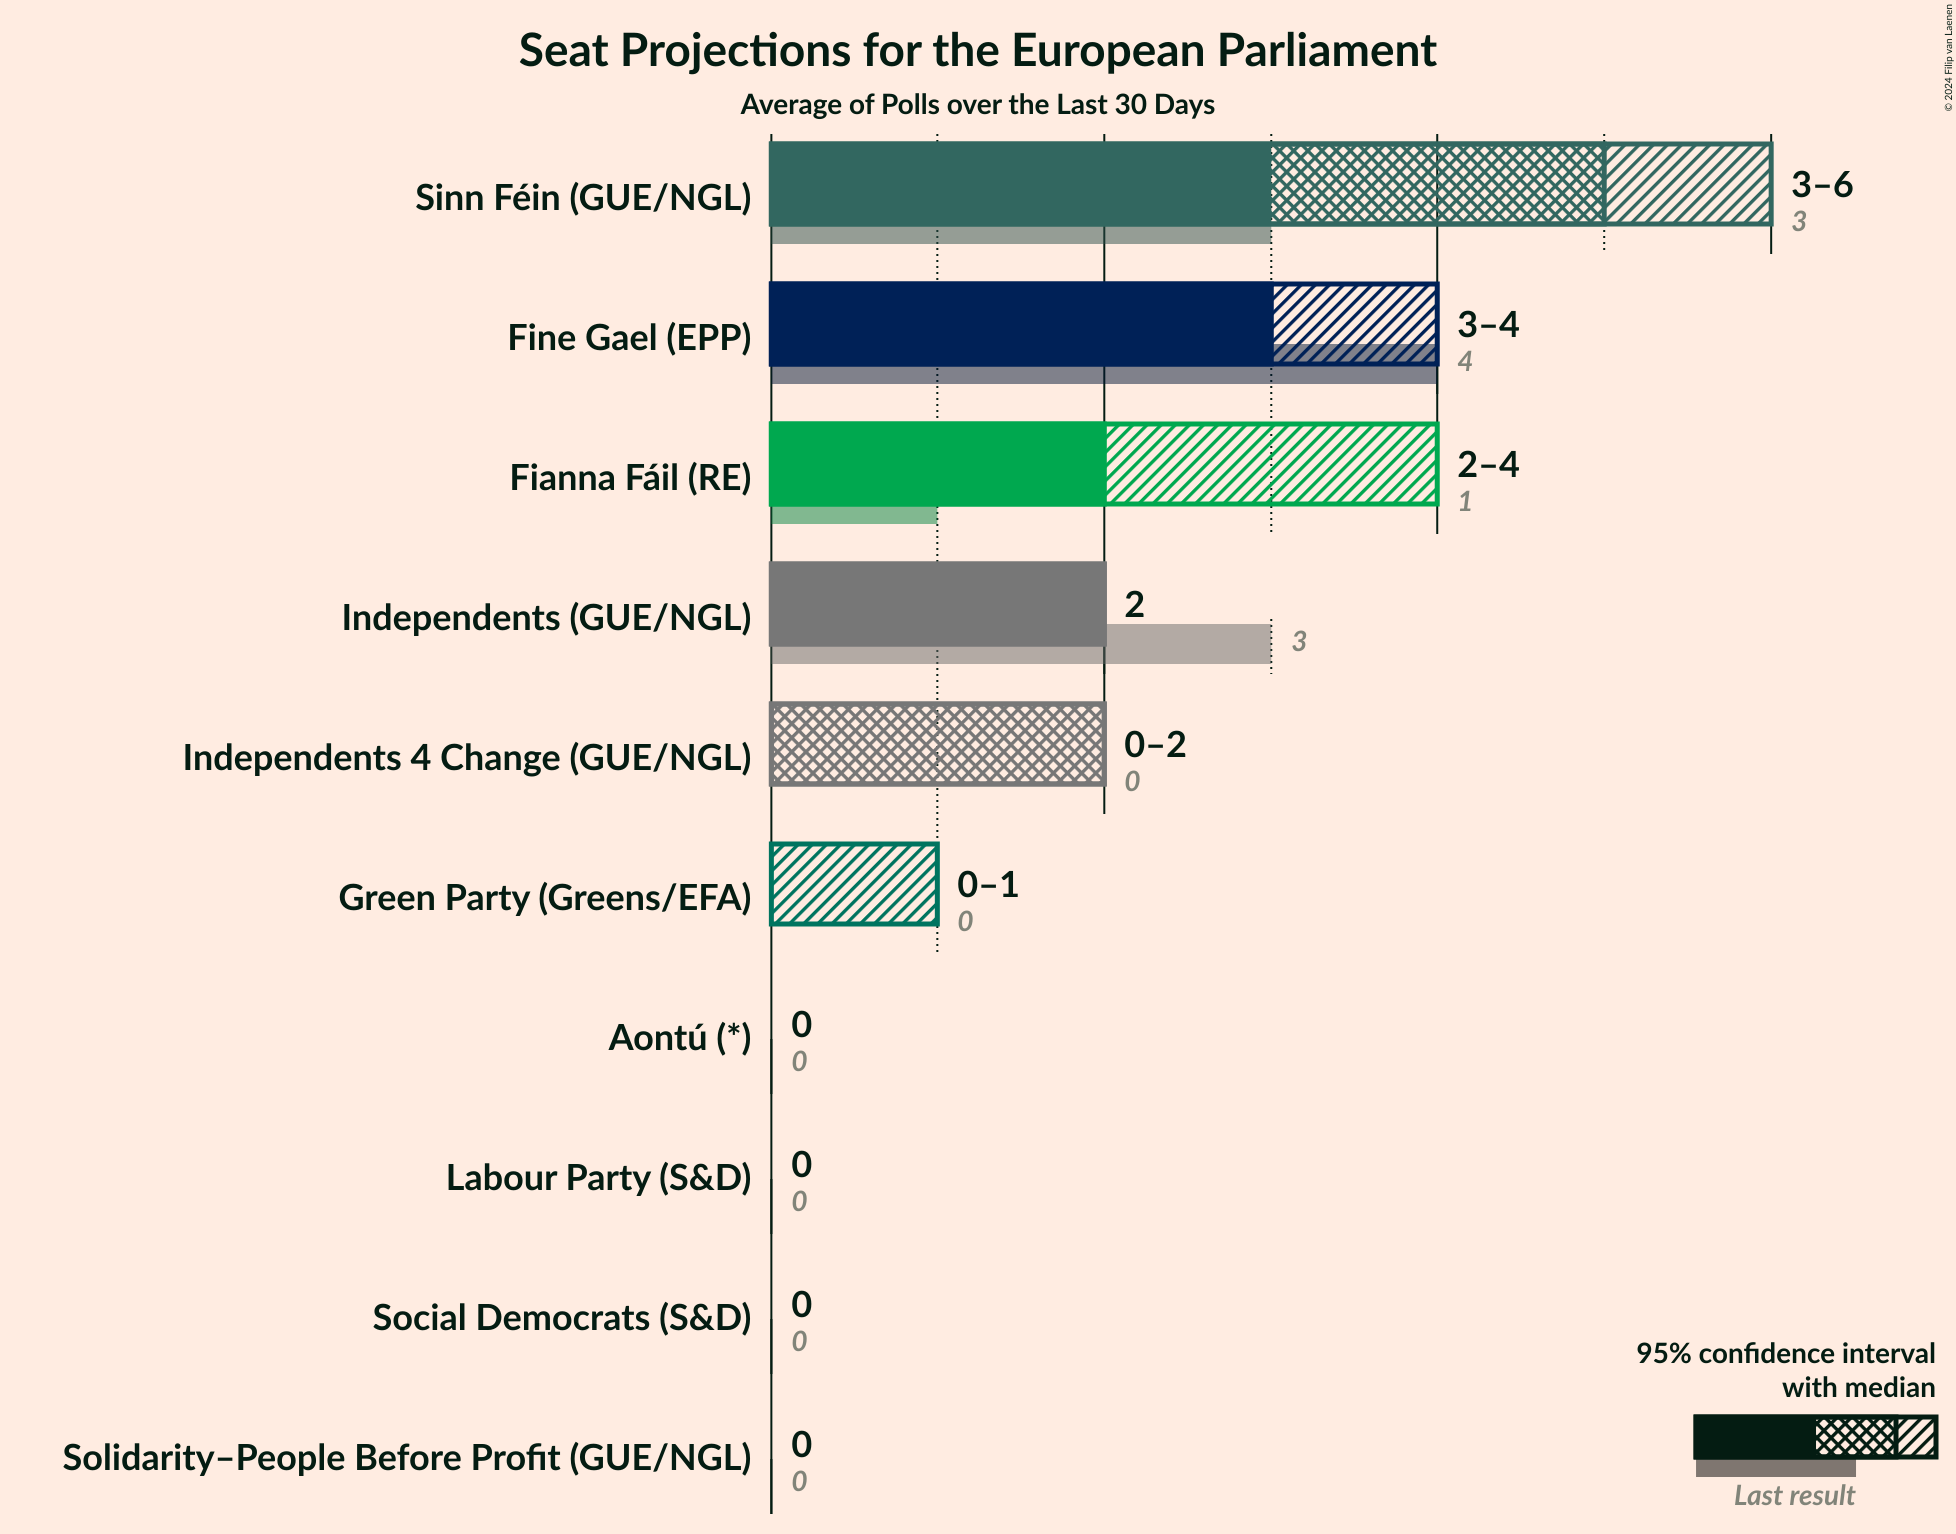 Seat Projections for the European Parliament
Average of Polls over the Last 30 Days
© 2024 Filip van Laenen
Sinn Féin (GUE/NGL)
3–6
3
Fine Gael (EPP)
3–4
4
Fianna Fáil (RE)
2–4
1
Independents (GUE/NGL)
2
3
Independents 4 Change (GUE/NGL)
0–2
0
Green Party (Greens/EFA)
0–1
0
Aontú (*)
0
0
Labour Party (S&D)
0
0
Social Democrats (S&D)
0
0
Solidarity–People Before Profit (GUE/NGL)
0
0
95% confidence interval
with median
Last result